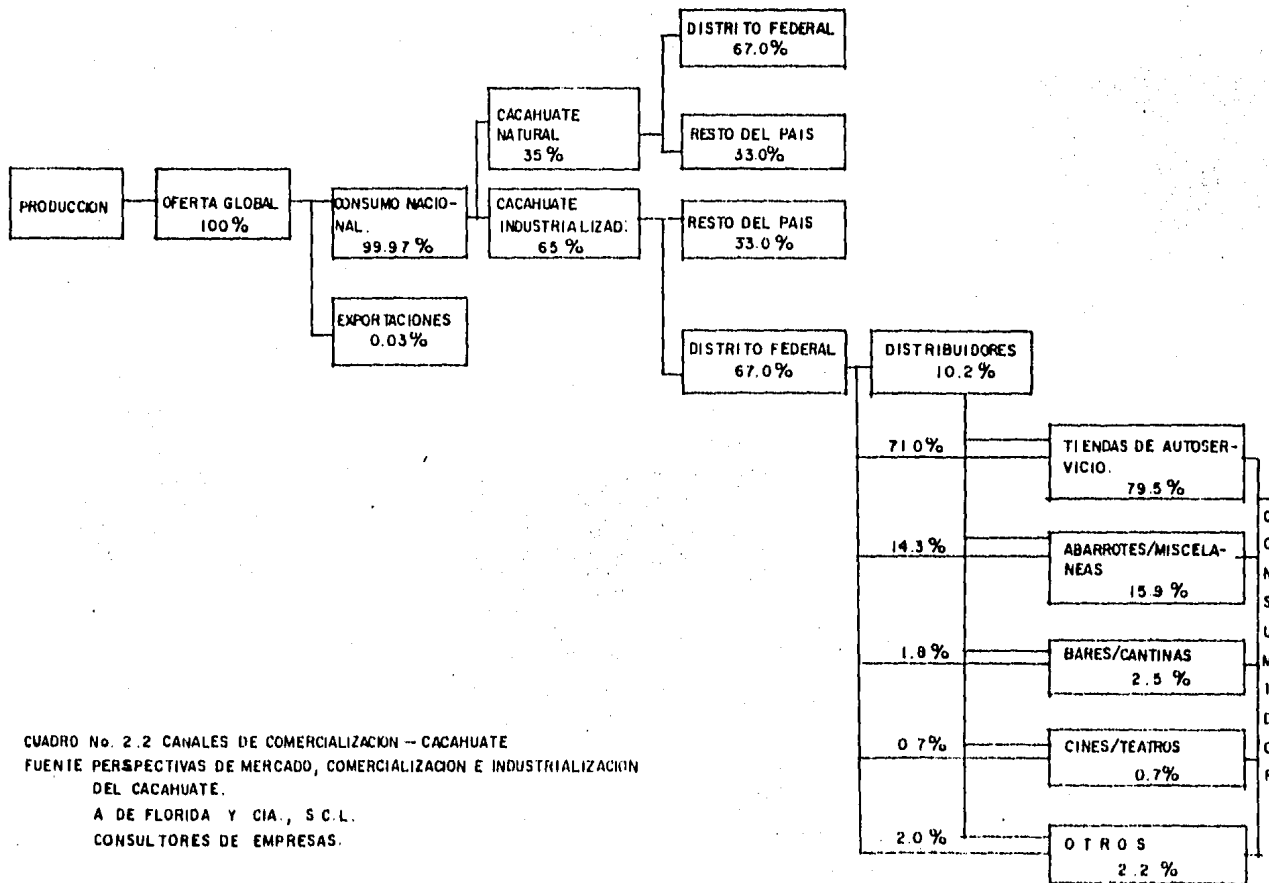 DISTRITO FEDERAL
67.0%
CACAHUATE
NATURAL
35%
RESTO DEL PAIS
33.0%
PRODUCCION
OFERTA GLOBAL
100%
CONSUMO NACIO-
NAL.
99.97%
CACAHUATE
INDUSTRIALIZAD.
65%
RESTO DEL PAIS
33.0%
EXPORTACIONES
0.03%
DISTRITO FEDERAL
67.0%
DISTRIBUIDORES
10.2%
71.0%
TIENDAS DE AUTOSER-
VICIO.
79.5%
14.3%
ABARROTES/MISCELA-
NEAS
15.9%
1.8%
BARES/CANTINAS
2.5%
0.7%
CINES/TEATROS
0.7%
2.0%
OTROS
2.2%
CONSUMIDOR
CUADRO No. 2.2 CANALES DE COMERCIALIZACION -- CACAHUATE
FUENTE PERSPECTIVAS DE MERCADO, COMERCIALIZACION E INDUSTRIALIZACION
DEL CACAHUATE.
A DE FLORIDA Y CIA., S C.L.
CONSULTORES DE EMPRESAS.